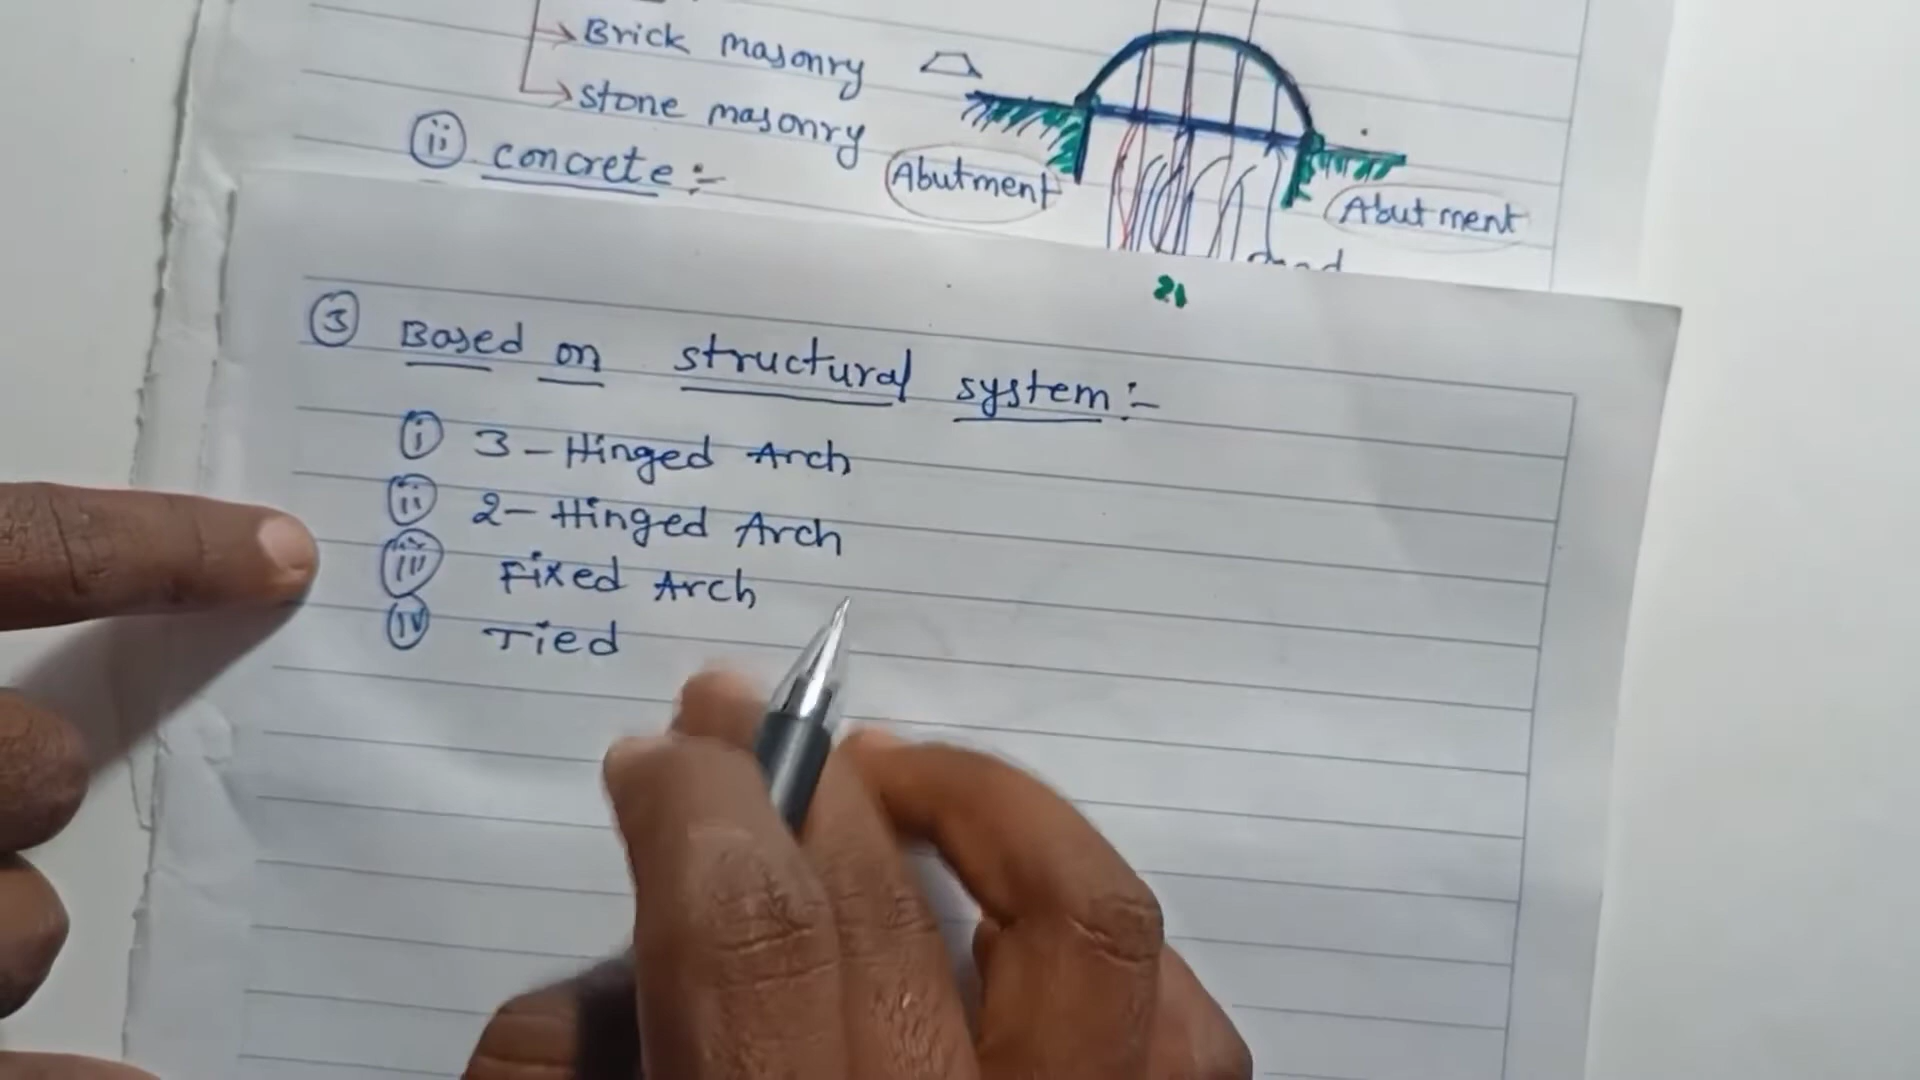 Brick masonry
stone masonry
ii concrete :-
Abutment
Abutment
21
3 Based on structural system :-
i 3-Hinged Arch
ii 2-Hinged Arch
iii Fixed Arch
iv Tied